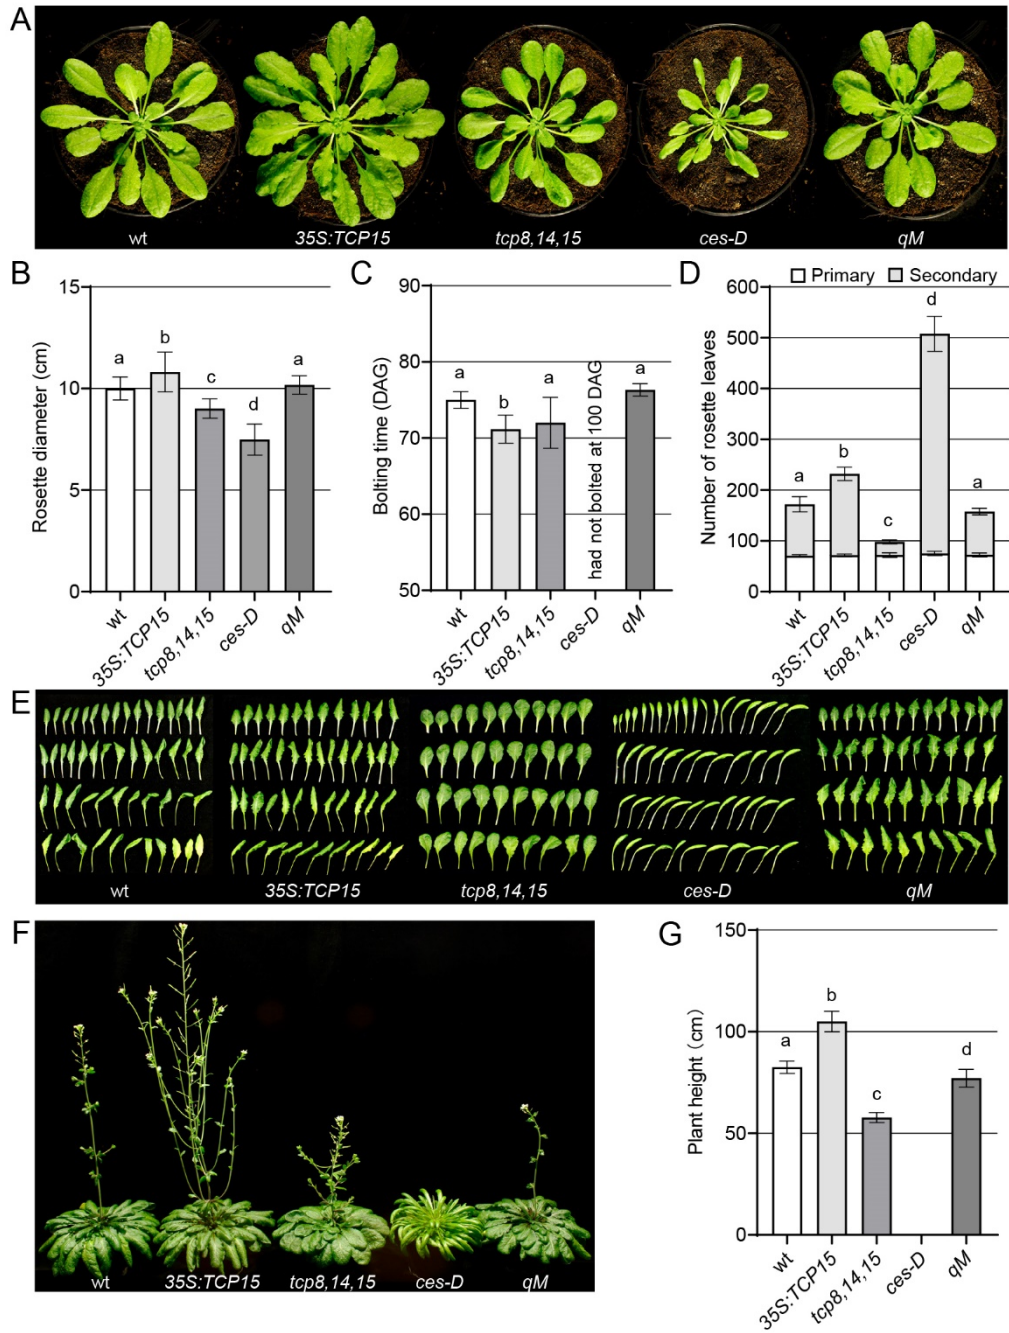 A
wt 35S:TCP15 tcp8,14,15 ces-D qM
B
Rosette diameter (cm)
15
10
5
0
a b c d a
wt 35S:TCP15 tcp8,14,15 ces-D qM
C
Bolting time (DAG)
90
80
70
60
50
a b a a
had not bolted at 100 DAG
wt 35S:TCP15 tcp8,14,15 ces-D qM
D
Primary Secondary
Number of rosette leaves
600
500
400
300
200
100
0
a b c d a
wt 35S:TCP15 tcp8,14,15 ces-D qM
E
wt 35S:TCP15 tcp8,14,15 ces-D qM
F
wt 35S:TCP15 tcp8,14,15 ces-D qM
G
Plant height (cm)
150
100
50
0
a b c d
wt 35S:TCP15 tcp8,14,15 ces-D qM